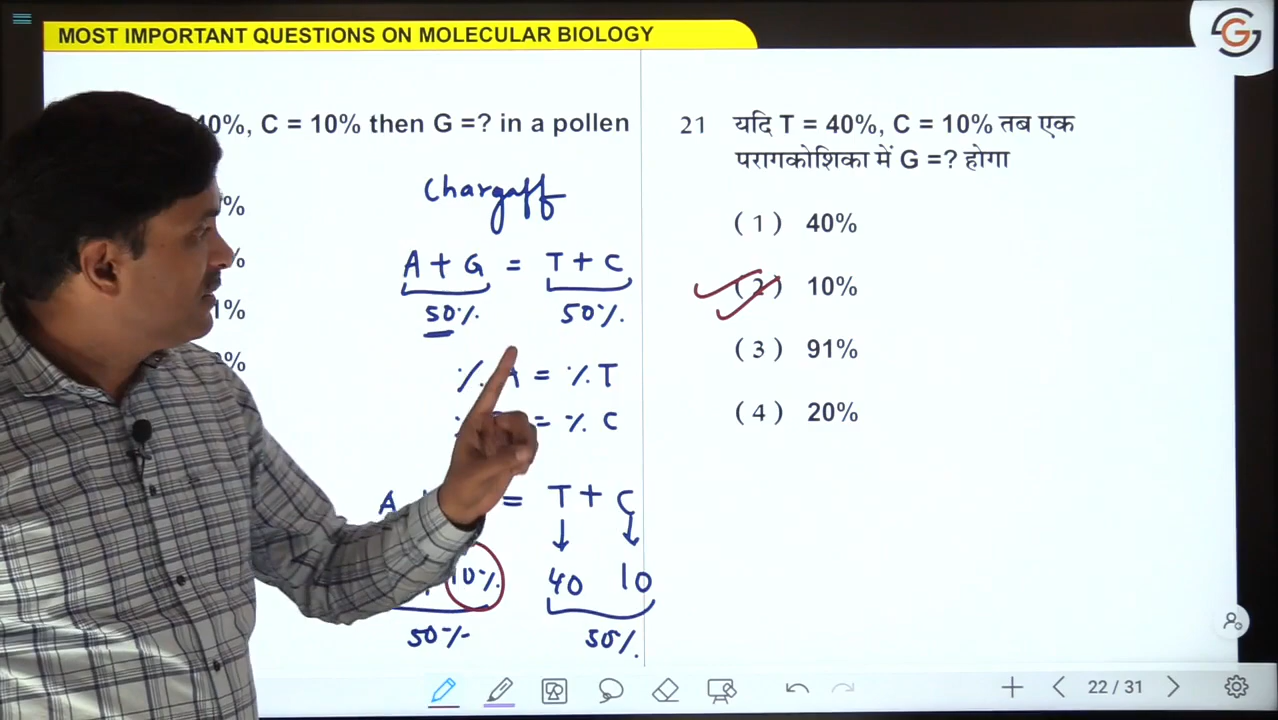 MOST IMPORTANT QUESTIONS ON MOLECULAR BIOLOGY
40%, C = 10% then G =? in a pollen
%
%
1%
%
Chargaff
A + G = T + C
50% 50%
% A = % T
= % C
A = T + C
10% 40 10
50% 50%
21 यदि T = 40%, C = 10% तब एक
परागकोशिका में G =? होगा
(1) 40%
(2) 10%
(3) 91%
(4) 20%
22 / 31